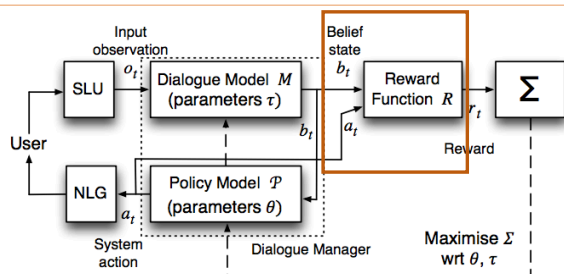 Input
observation
Belief
state
SLU
o_t
Dialogue Model M
(parameters τ)
b_t
Reward
Function R
r_t
Σ
b_t
a_t
User
Reward
NLG
a_t
Policy Model P
(parameters θ)
System
action
Dialogue Manager
Maximise Σ
wrt θ, τ